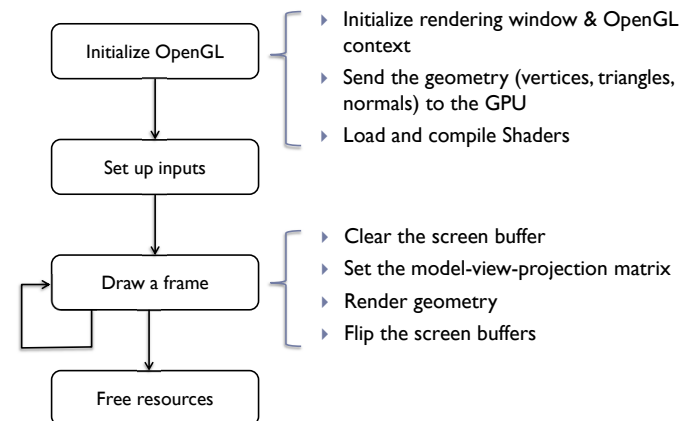 Initialize OpenGL
Initialize rendering window & OpenGL
context
Send the geometry (vertices, triangles,
normals) to the GPU
Load and compile Shaders
Set up inputs
Draw a frame
Clear the screen buffer
Set the model-view-projection matrix
Render geometry
Flip the screen buffers
Free resources